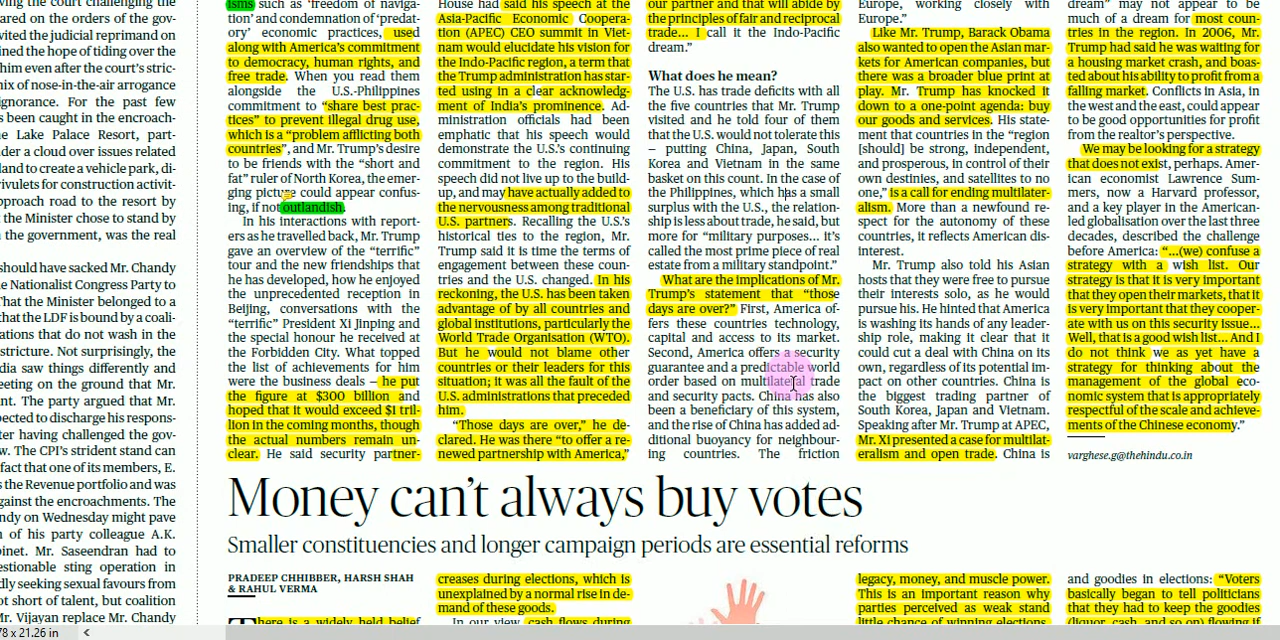 ving the court challenging the
ared on the orders of the gov-
vited the judicial reprimand on
ined the hope of tiding over the
him even after the court's stric-
mix of nose-in-the-air arrogance
ignorance. For the past few
s been caught in the encroach-
he Lake Palace Resort, part-
der a cloud over issues related
land to create a vehicle park, di-
rivulets for construction activit-
pproach road to the resort by
t the Minister chose to stand by
n the government, was the real
should have sacked Mr. Chandy
he Nationalist Congress Party to
That the Minister belonged to a
that the LDF is bound by a coali-
ations that do not wash in the
stricture. Not surprisingly, the
dia saw things differently and
eeting on the ground that Mr.
nt. The party argued that Mr.
pected to discharge his respons-
ter having challenged the gov-
w. The CPI's strident stand can
fact that one of its members, E.
s the Revenue portfolio and was
gainst the encroachments. The
ndy on Wednesday might pave
n of his party colleague A.K.
binet. Mr. Saseendran had to
estionable sting operation in
dly seeking sexual favours from
ot short of talent, but coalition
Mr. Vijayan replace Mr. Chandy
isms such as 'freedom of naviga-
tion' and condemnation of 'predat-
ory' economic practices, used
along with America's commitment
to democracy, human rights, and
free trade. When you read them
alongside the U.S.-Philippines
commitment to "share best prac-
tices" to prevent illegal drug use,
which is a "problem afflicting both
countries", and Mr. Trump's desire
to be friends with the "short and
fat" ruler of North Korea, the emer-
ging picture could appear confus-
ing, if not outlandish.
In his interactions with report-
ers as he travelled back, Mr. Trump
gave an overview of the "terrific"
tour and the new friendships that
he has developed, how he enjoyed
the unprecedented reception in
Beijing, conversations with the
"terrific" President Xi Jinping and
the special honour he received at
the Forbidden City. What topped
the list of achievements for him
were the business deals – he put
the figure at $300 billion and
hoped that it would exceed $1 tril-
lion in the coming months, though
the actual numbers remain un-
clear. He said security partner-
House had said his speech at the
Asia-Pacific Economic Coopera-
tion (APEC) CEO summit in Viet-
nam would elucidate his vision for
the Indo-Pacific region, a term that
the Trump administration has star-
ted using in a clear acknowledg-
ment of India's prominence. Ad-
ministration officials had been
emphatic that his speech would
demonstrate the U.S.'s continuing
commitment to the region. His
speech did not live up to the build-
up, and may have actually added to
the nervousness among traditional
U.S. partners. Recalling the U.S.'s
historical ties to the region, Mr.
Trump said it is time the terms of
engagement between these coun-
tries and the U.S. changed. In his
reckoning, the U.S. has been taken
advantage of by all countries and
global institutions, particularly the
World Trade Organisation (WTO).
But he would not blame other
countries or their leaders for this
situation; it was all the fault of the
U.S. administrations that preceded
him.
"Those days are over," he de-
clared. He was there "to offer a re-
newed partnership with America,"
our partner and that will abide by
the principles of fair and reciprocal
trade... I call it the Indo-Pacific
dream."
What does he mean?
The U.S. has trade deficits with all
the five countries that Mr. Trump
visited and he told four of them
that the U.S. would not tolerate this
– putting China, Japan, South
Korea and Vietnam in the same
basket on this count. In the case of
the Philippines, which has a small
surplus with the U.S., the relation-
ship is less about trade, he said, but
more for "military purposes... it's
called the most prime piece of real
estate from a military standpoint."
What are the implications of Mr.
Trump's statement that "those
days are over?" First, America of-
fers these countries technology,
capital and access to its market.
Second, America offers a security
guarantee and a predictable world
order based on multilateral trade
and security pacts. China has also
been a beneficiary of this system,
and the rise of China has added ad-
ditional buoyancy for neighbour-
ing countries. The friction
Europe, working closely with
Europe."
Like Mr. Trump, Barack Obama
also wanted to open the Asian mar-
kets for American companies, but
there was a broader blue print at
play. Mr. Trump has knocked it
down to a one-point agenda: buy
our goods and services. His state-
ment that countries in the "region
[should] be strong, independent,
and prosperous, in control of their
own destinies, and satellites to no
one," is a call for ending multilater-
alism. More than a newfound re-
spect for the autonomy of these
countries, it reflects American dis-
interest.
Mr. Trump also told his Asian
hosts that they were free to pursue
their interests solo, as he would
pursue his. He hinted that America
is washing its hands of any leader-
ship role, making it clear that it
could cut a deal with China on its
own, regardless of its potential im-
pact on other countries. China is
the biggest trading partner of
South Korea, Japan and Vietnam.
Speaking after Mr. Trump at APEC,
Mr. Xi presented a case for multilat-
eralism and open trade. China is
dream" may not appear to be
much of a dream for most coun-
tries in the region. In 2006, Mr.
Trump had said he was waiting for
a housing market crash, and boas-
ted about his ability to profit from a
falling market. Conflicts in Asia, in
the west and the east, could appear
to be good opportunities for profit
from the realtor's perspective.
We may be looking for a strategy
that does not exist, perhaps. Amer-
ican economist Lawrence Sum-
mers, now a Harvard professor,
and a key player in the American-
led globalisation over the last three
decades, described the challenge
before America: "...(we) confuse a
strategy with a wish list. Our
strategy is that it is very important
that they open their markets, that it
is very important that they cooper-
ate with us on this security issue...
Well, that is a good wish list... And I
do not think we as yet have a
strategy for thinking about the
management of the global eco-
nomic system that is appropriately
respectful of the scale and achieve-
ments of the Chinese economy."
varghese.g@thehindu.co.in
Money can't always buy votes
Smaller constituencies and longer campaign periods are essential reforms
PRADEEP CHHIBBER, HARSH SHAH
& RAHUL VERMA
There is a widely held belief
creases during elections, which is
unexplained by a normal rise in de-
mand of these goods.
In our view, cash flows during
legacy, money, and muscle power.
This is an important reason why
parties perceived as weak stand
little chance of winning elections.
and goodies in elections: "Voters
basically began to tell politicians
that they had to keep the goodies
(liquor, cash, and so on) flowing if
78 x 21.26 in